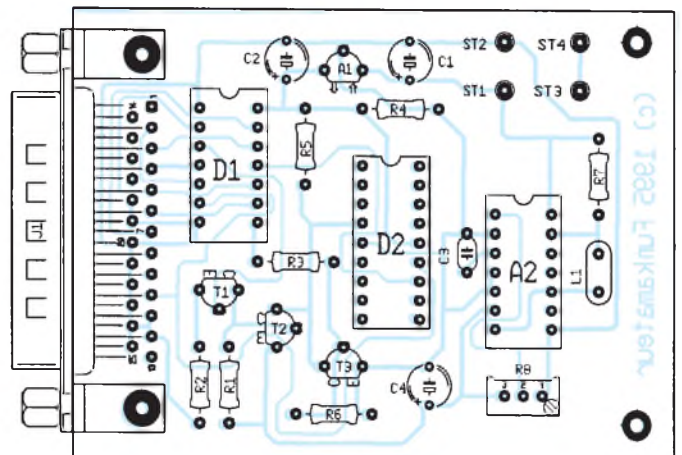 C2
A1
C1
ST2
ST4
ST1
ST3
R4
R5
D1
D2
R7
R3
C3
A2
L1
J1
T1
T2
T3
R2
R1
R6
C4
R8
3 2 1
(c) 1995 Funkamateur